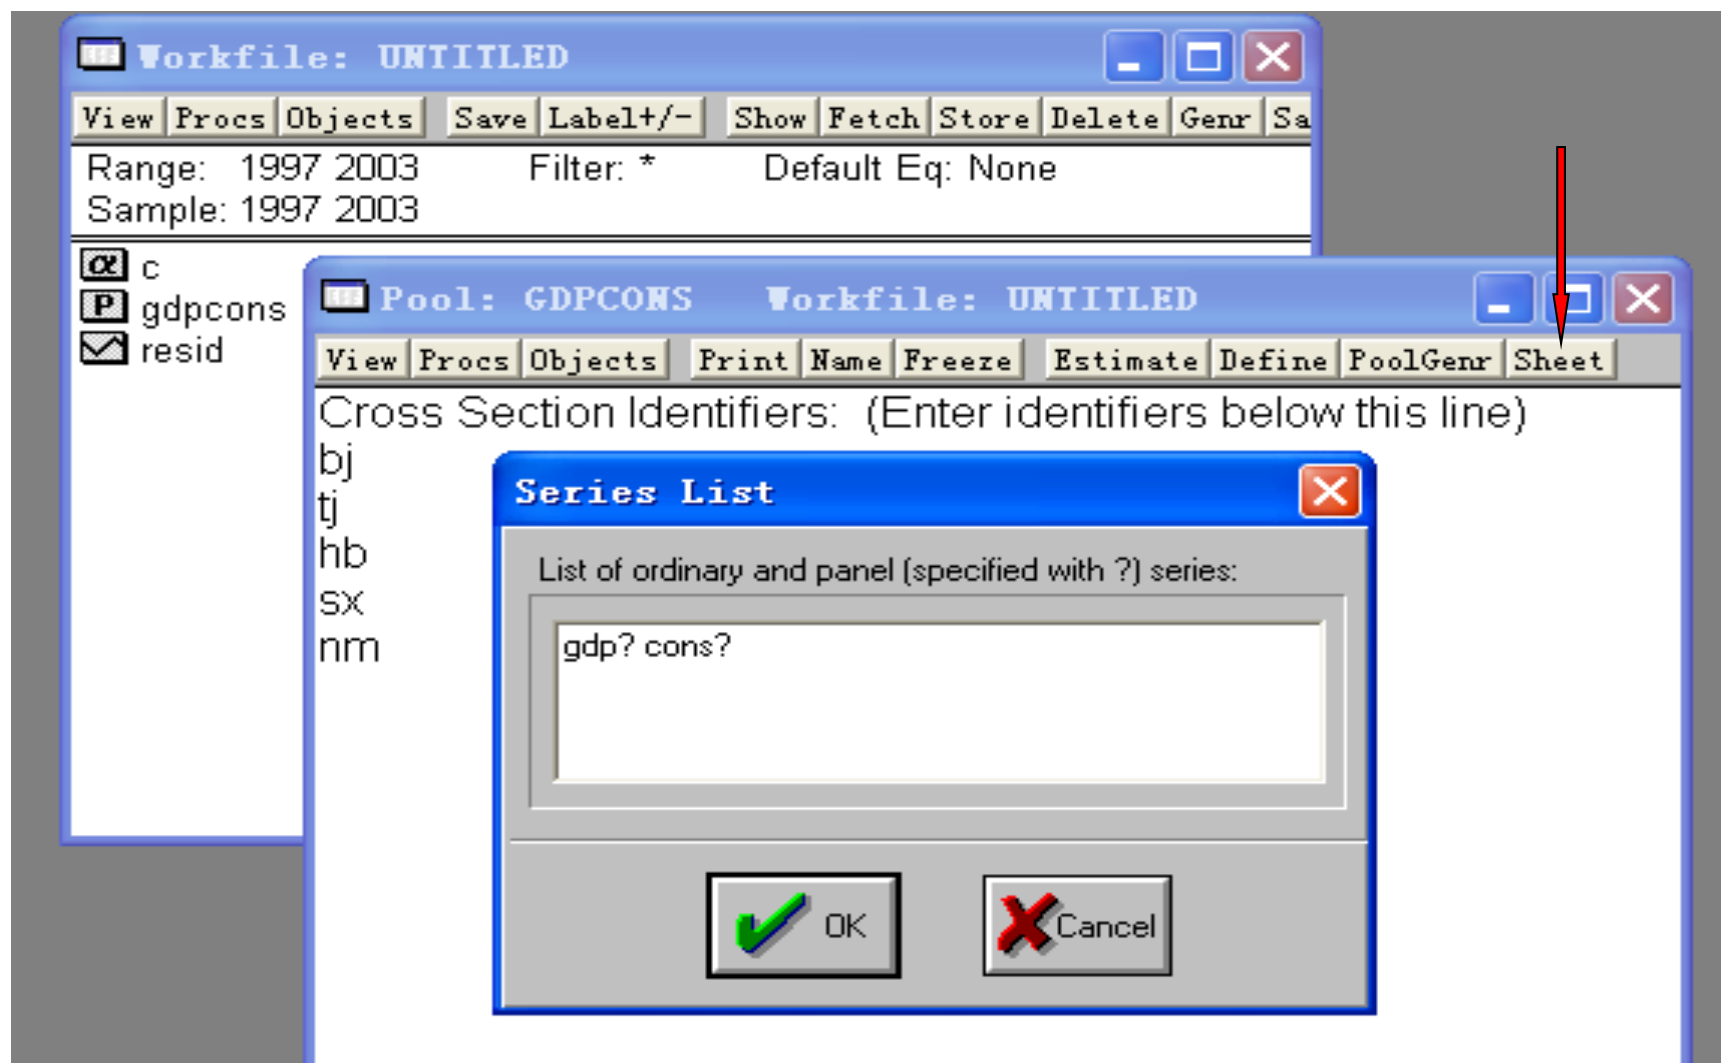 Workfile: UNTITLED
View Procs Objects Save Label+/- Show Fetch Store Delete Genr Sa
Range: 1997 2003 Filter: * Default Eq: None
Sample: 1997 2003
c
gdpcons
resid
Pool: GDPCONS Workfile: UNTITLED
View Procs Objects Print Name Freeze Estimate Define PoolGenr Sheet
Cross Section Identifiers: (Enter identifiers below this line)
bj
tj
hb
sx
nm
Series List
List of ordinary and panel (specified with ?) series:
gdp? cons?
OK Cancel